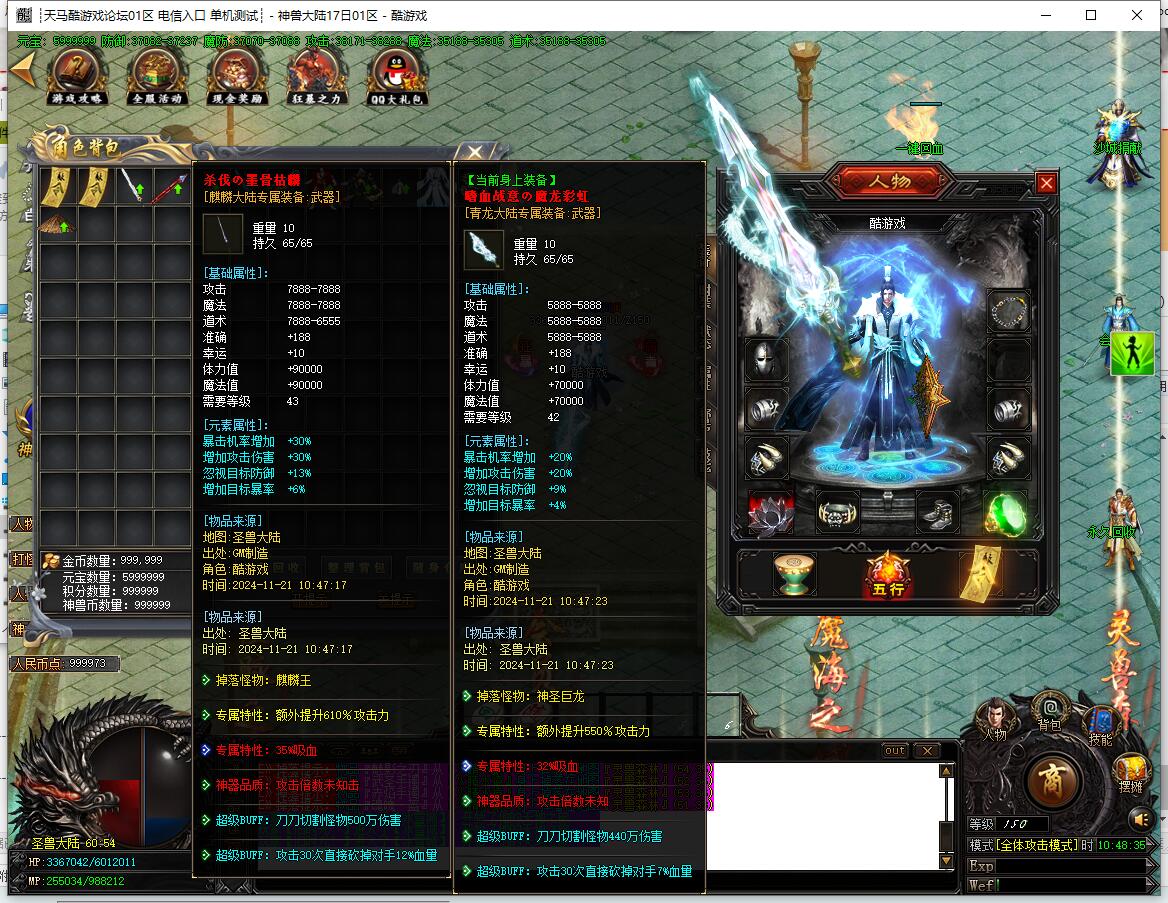 天马酷游戏论坛01区 电信入口 单机测试 - 神兽大陆17日01区 - 酷游戏
元宝: 5999999 防御:37082-37237 魔防:37070-37088 攻击:36171-36288 魔法:35188-35305 道术:35188-35305
游戏攻略
全服活动
现金奖励
狂暴之力
QQ大礼包
一键回血
沙城捐献
角色背包
杀伐の墨骨枯髅
[麒麟大陆专属装备:武器]
重量 10
持久 65/65
[基础属性]:
攻击 7888-7888
魔法 7888-7888
道术 7888-6555
准确 +188
幸运 +10
体力值 +90000
魔法值 +90000
需要等级 43
[元素属性]:
暴击机率增加 +30%
增加攻击伤害 +30%
忽视目标防御 +13%
增加目标暴率 +6%
[物品来源]
地图:圣兽大陆
出处:GM制造
角色:酷游戏
时间:2024-11-21 10:47:17
[物品来源]
出处: 圣兽大陆
时间: 2024-11-21 10:47:17
掉落怪物: 麒麟王
专属特性: 额外提升610%攻击力
专属特性: 35%吸血
神器品质: 攻击倍数未知击
超级BUFF: 刀刀切割怪物500万伤害
超级BUFF: 攻击30次直接砍掉对手12%血量
【当前身上装备】
嗜血战意の魔龙彩虹
[青龙大陆专属装备:武器]
重量 10
持久 65/65
[基础属性]:
攻击 5888-5888
魔法 5888-5888
道术 5888-5888
准确 +188
幸运 +10
体力值 +70000
魔法值 +70000
需要等级 42
[元素属性]:
暴击机率增加 +20%
增加攻击伤害 +20%
忽视目标防御 +9%
增加目标暴率 +4%
[物品来源]
地图:圣兽大陆
出处:GM制造
角色:酷游戏
时间:2024-11-21 10:47:23
[物品来源]
出处: 圣兽大陆
时间: 2024-11-21 10:47:23
掉落怪物: 神圣巨龙
专属特性: 额外提升550%攻击力
专属特性: 32%吸血
神器品质: 攻击倍数未知
超级BUFF: 刀刀切割怪物440万伤害
超级BUFF: 攻击30次直接砍掉对手7%血量
人物
酷游戏
五行
永久回收
金币数量: 999,999
元宝数量: 5999999
积分数量: 999999
神兽币数量: 999999
人民币点: 999973
魔海之
灵兽
圣兽大陆 60:54
HP:3367042/6012011
MP:255034/988212
out
人物
背包
技能
商
摆摊
等级 150
模式[全体攻击模式] 时 10:48:35
Exp
Wef